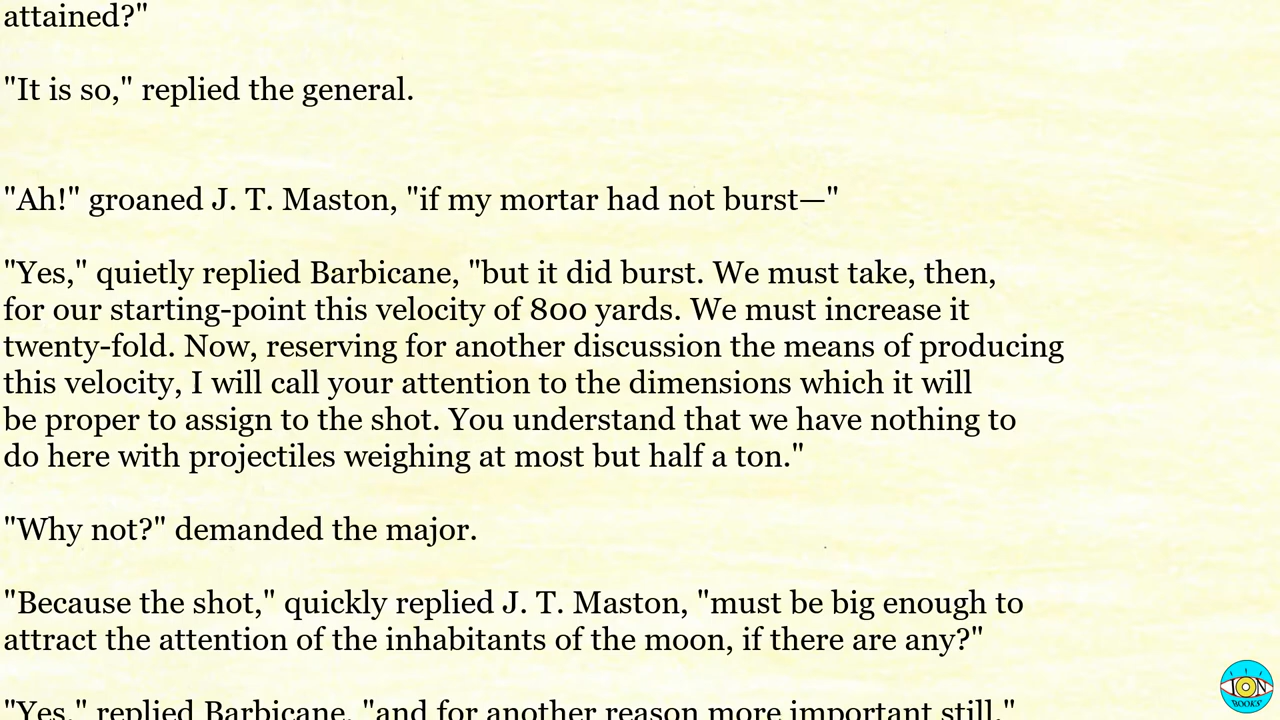 attained?"
"It is so," replied the general.
"Ah!" groaned J. T. Maston, "if my mortar had not burst—"
"Yes," quietly replied Barbicane, "but it did burst. We must take, then,
for our starting-point this velocity of 800 yards. We must increase it
twenty-fold. Now, reserving for another discussion the means of producing
this velocity, I will call your attention to the dimensions which it will
be proper to assign to the shot. You understand that we have nothing to
do here with projectiles weighing at most but half a ton."
"Why not?" demanded the major.
"Because the shot," quickly replied J. T. Maston, "must be big enough to
attract the attention of the inhabitants of the moon, if there are any?"
"Yes," replied Barbicane, "and for another reason more important still."
ION
BOOKS